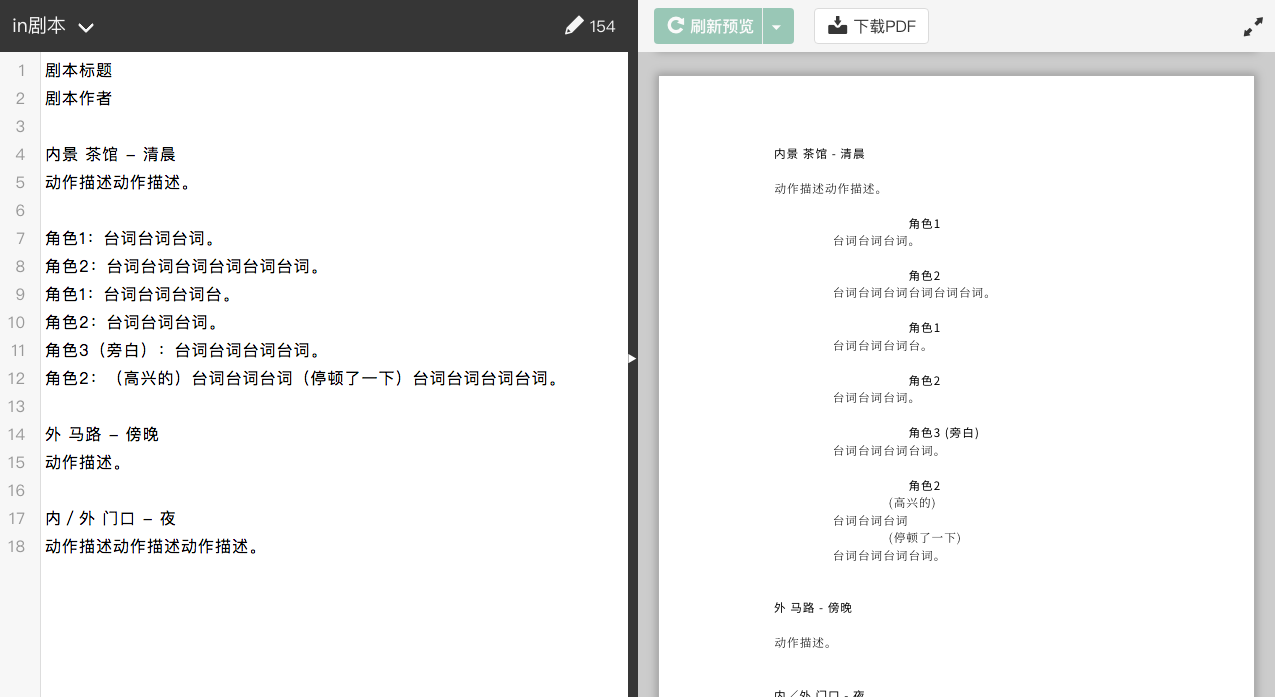 in剧本
154
刷新预览
下载PDF
1 剧本标题
2 剧本作者
3
4 内景 茶馆 – 清晨
5 动作描述动作描述。
6
7 角色1：台词台词台词。
8 角色2：台词台词台词台词台词台词。
9 角色1：台词台词台词台。
10 角色2：台词台词台词。
11 角色3（旁白）：台词台词台词台词。
12 角色2：（高兴的）台词台词台词（停顿了一下）台词台词台词台词。
13
14 外 马路 – 傍晚
15 动作描述。
16
17 内／外 门口 – 夜
18 动作描述动作描述动作描述。
内景 茶馆 - 清晨
动作描述动作描述。
角色1
台词台词台词。
角色2
台词台词台词台词台词台词。
角色1
台词台词台词台。
角色2
台词台词台词。
角色3 (旁白)
台词台词台词台词。
角色2
(高兴的)
台词台词台词
(停顿了一下)
台词台词台词台词。
外 马路 - 傍晚
动作描述。
内／外 门口 - 夜